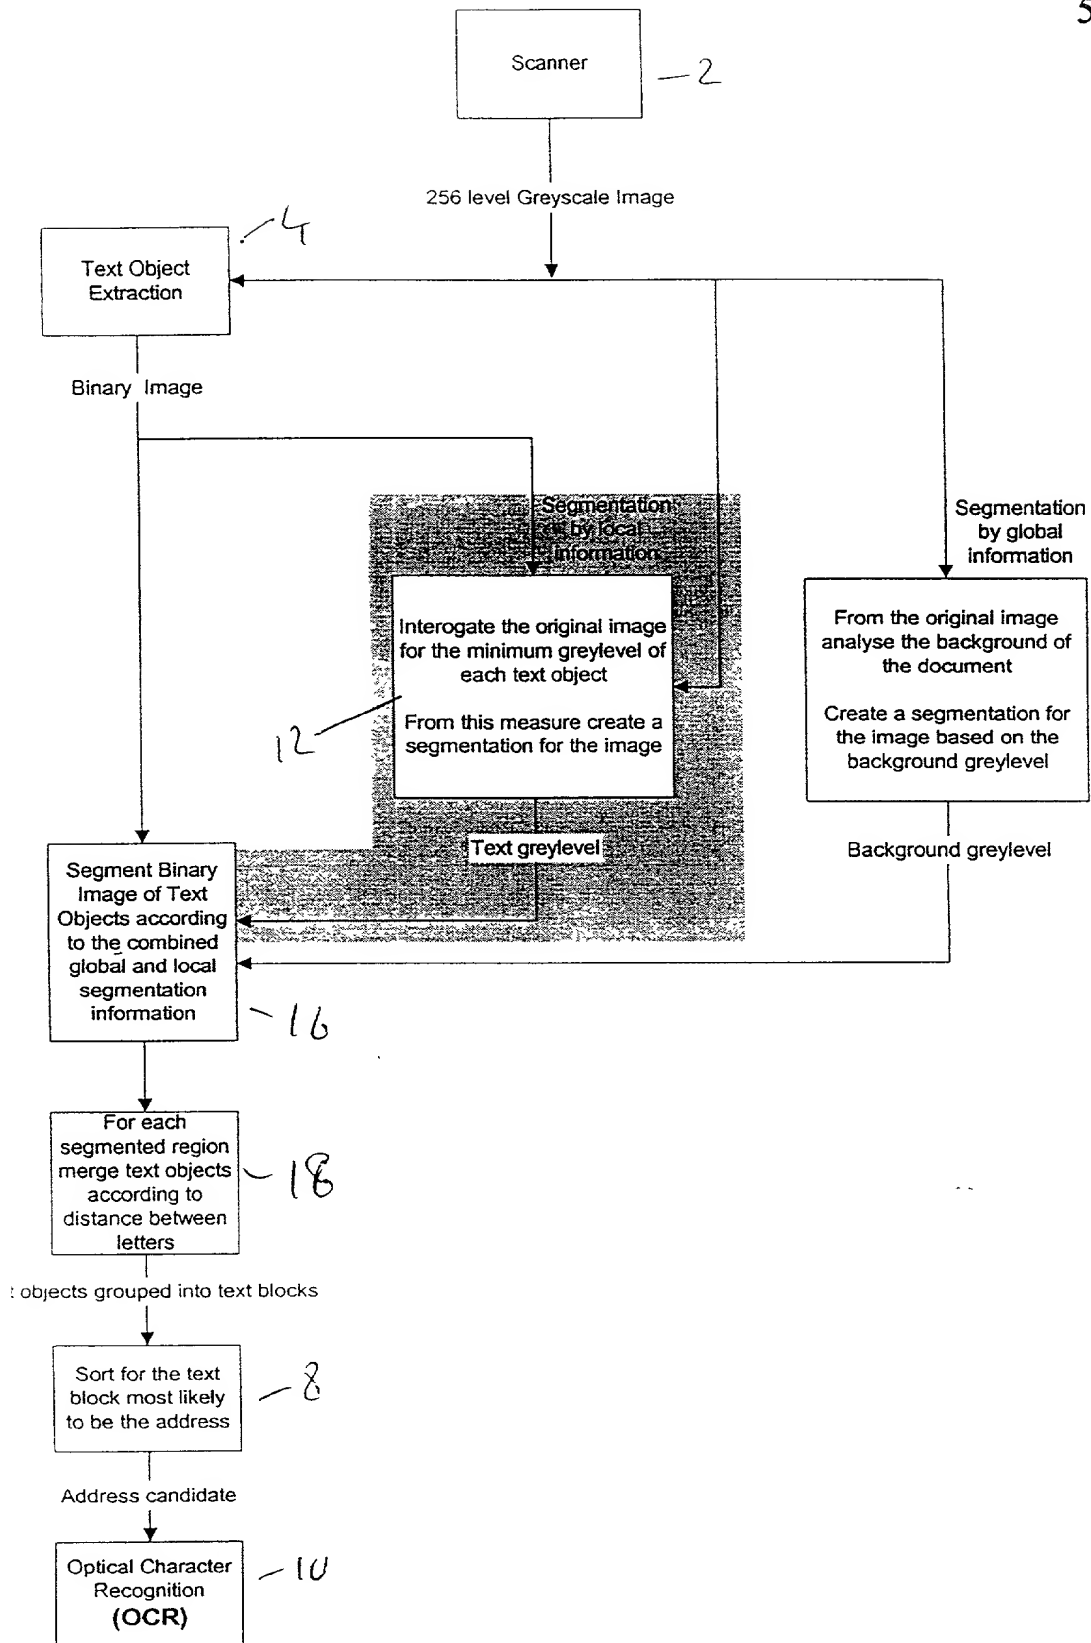 5
Scanner
2
256 level Greyscale Image
4
Text Object
Extraction
Binary Image
Segmentation
by local
information
Segmentation
by global
information
Interogate the original image
for the minimum greylevel of
each text object
From this measure create a
segmentation for the image
12
From the original image
analyse the background of
the document
Create a segmentation for
the image based on the
background greylevel
Text greylevel
Background greylevel
Segment Binary
Image of Text
Objects according
to the combined
global and local
segmentation
information
16
For each
segmented region
merge text objects
according to
distance between
letters
18
objects grouped into text blocks
Sort for the text
block most likely
to be the address
8
Address candidate
Optical Character
Recognition
(OCR)
10